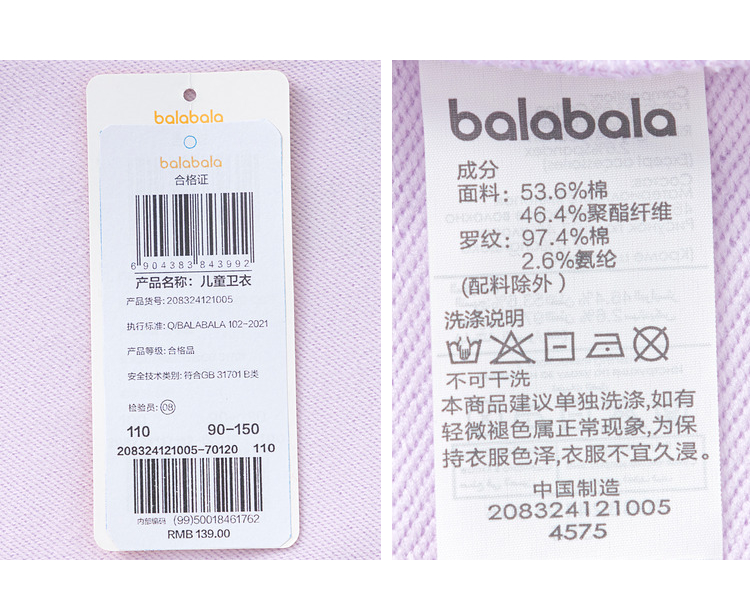 balabala
balabala
合格证
6 904383 843992
产品名称: 儿童卫衣
产品货号: 208324121005
执行标准: Q/BALABALA 102-2021
产品等级: 合格品
安全技术类别: 符合GB 31701 B类
检验员: 08
110 90-150
208324121005-70120 110
内部编码 (99)50018461762
RMB 139.00
balabala
成分
面料: 53.6%棉
46.4%聚酯纤维
罗纹: 97.4%棉
2.6%氨纶
(配料除外)
洗涤说明
不可干洗
本商品建议单独洗涤,如有
轻微褪色属正常现象,为保
持衣服色泽,衣服不宜久浸。
中国制造
208324121005
4575